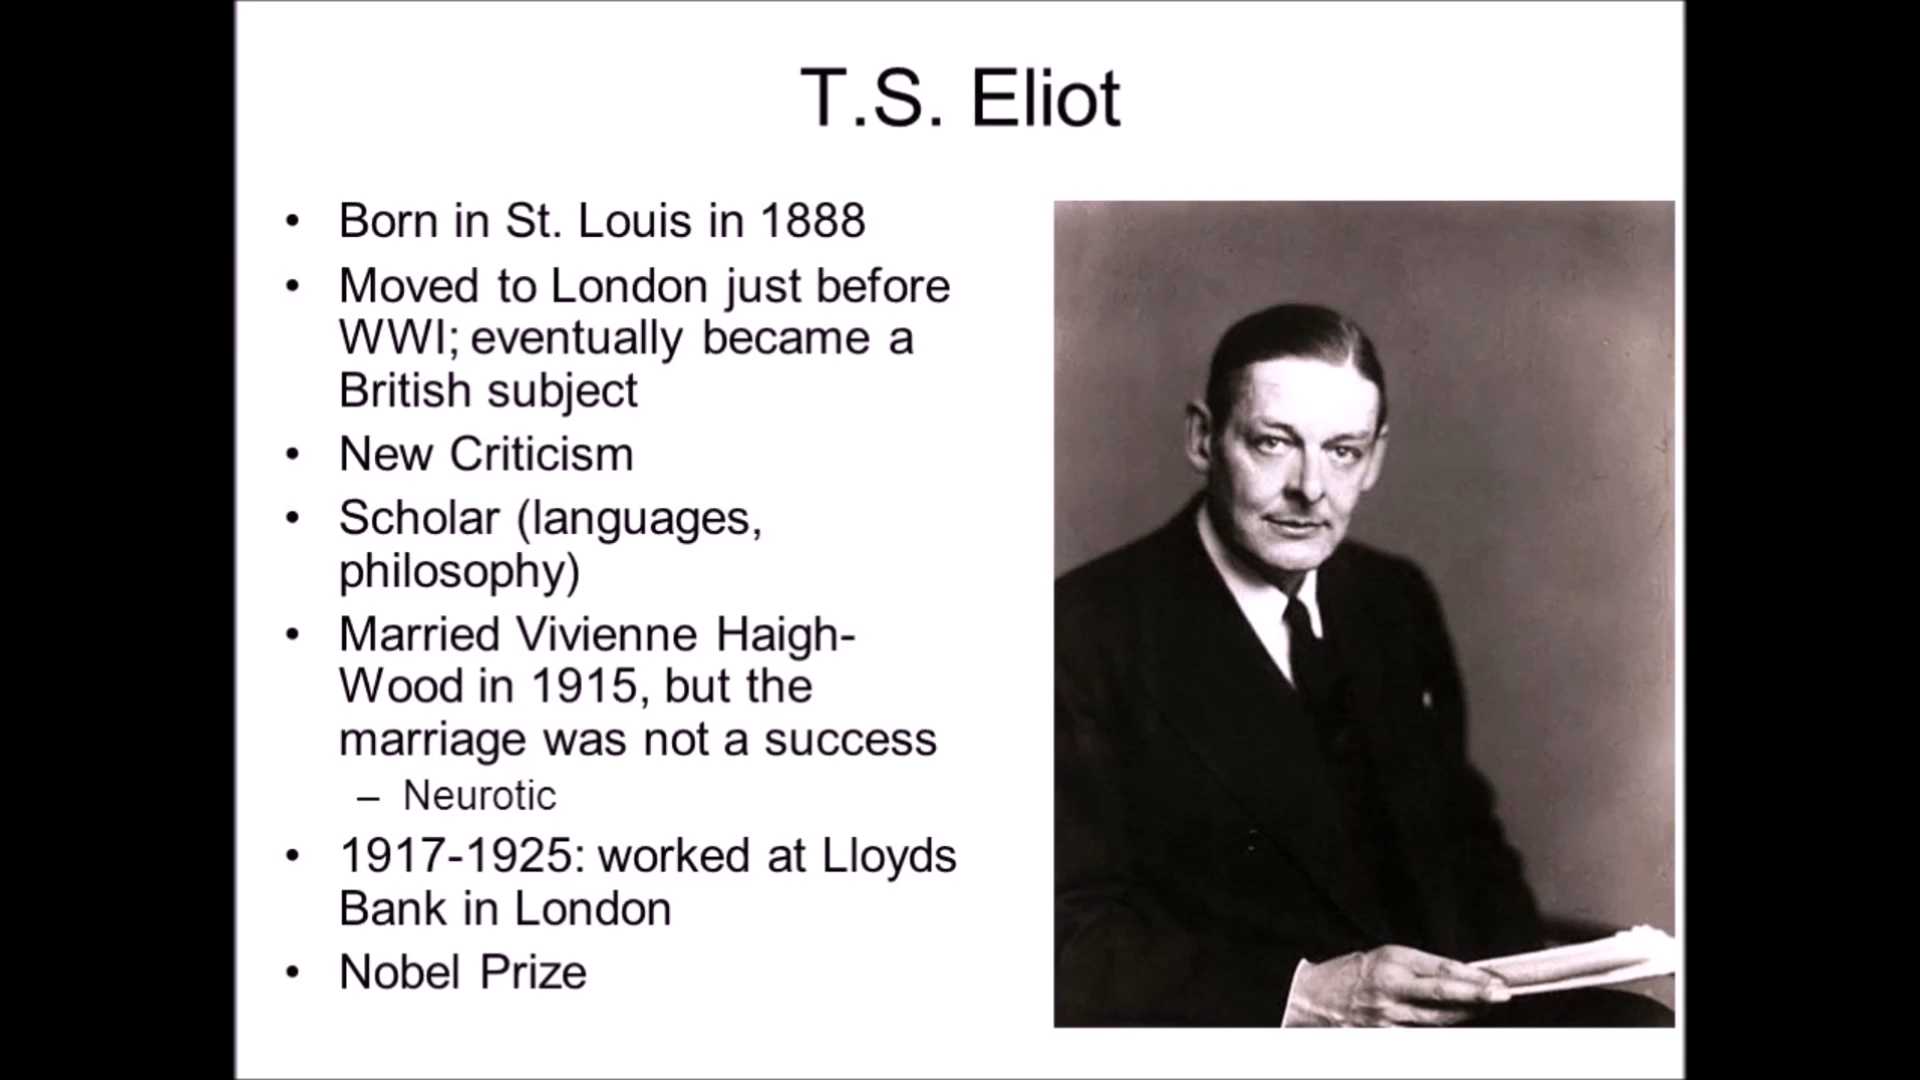 T.S. Eliot
• Born in St. Louis in 1888
• Moved to London just before
WWI; eventually became a
British subject
• New Criticism
• Scholar (languages,
philosophy)
• Married Vivienne Haigh-
Wood in 1915, but the
marriage was not a success
– Neurotic
• 1917-1925: worked at Lloyds
Bank in London
• Nobel Prize